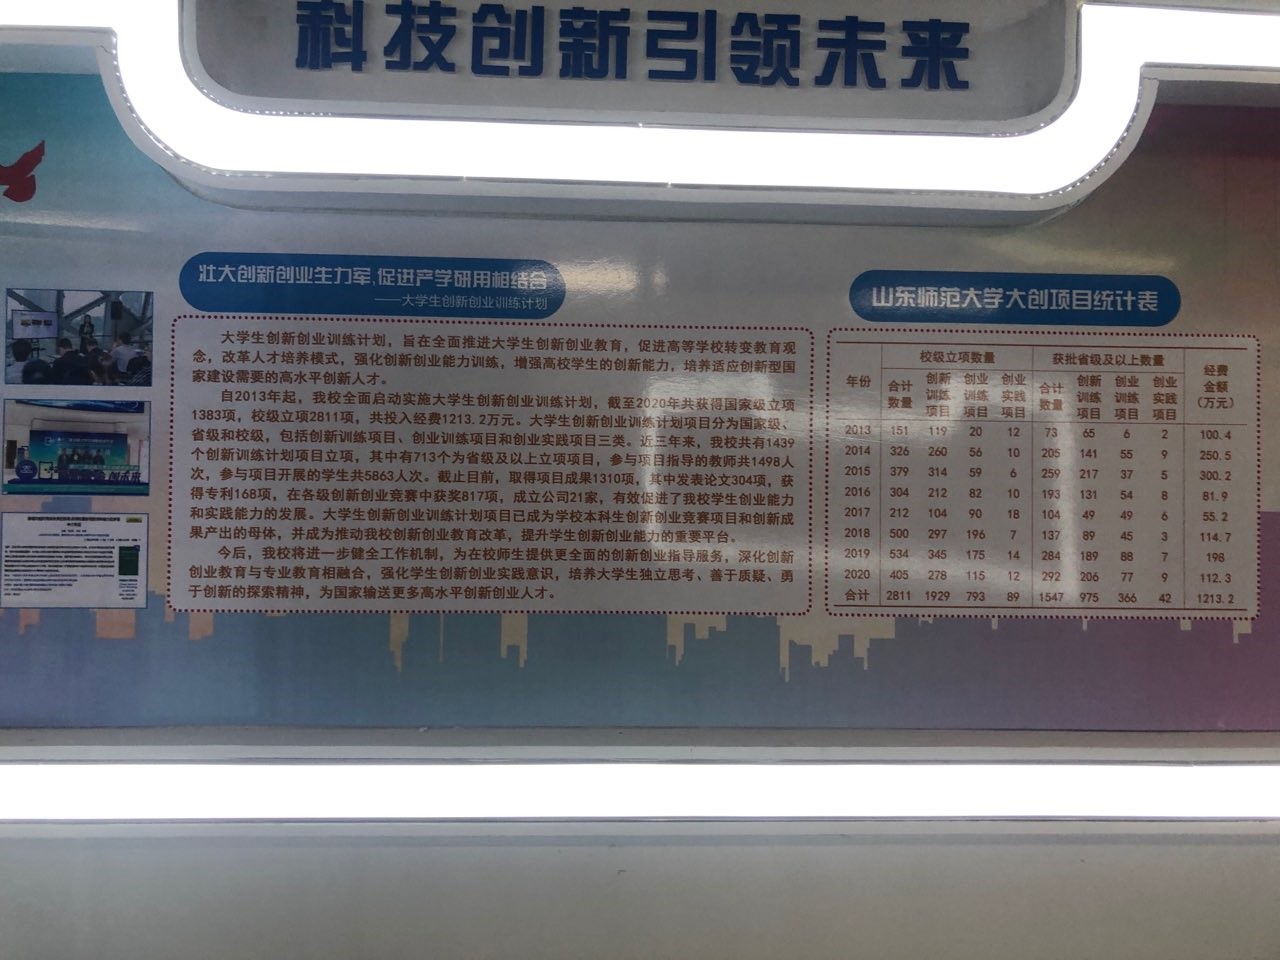 科技创新引领未来
壮大创新创业生力军,促进产学研用相结合
——大学生创新创业训练计划
大学生创新创业训练计划，旨在全面推进大学生创新创业教育，促进高等学校转变教育观
念，改革人才培养模式，强化创新创业能力训练，增强高校学生的创新能力，培养适应创新型国
家建设需要的高水平创新人才。
自2013年起，我校全面启动实施大学生创新创业训练计划，截至2020年共获得国家级立项
1383项，校级立项2811项，共投入经费1213.2万元。大学生创新创业训练计划项目分为国家级、
省级和校级，包括创新训练项目、创业训练项目和创业实践项目三类。近三年来，我校共有1439
个创新训练项目立项，其中有713个为省级及以上立项项目，参与项目指导的教师共1498人
次，参与项目开展的学生共5863人次。截止目前，取得项目成果1310项，其中发表论文304项，获
得专利168项，在各级创新创业竞赛中获奖817项，成立公司21家，有效促进了我校学生创业能力
和实践能力的发展。大学生创新创业训练计划项目已成为学校本科生创新创业竞赛项目和创新成
果产出的母体，并成为推动我校创新创业教育改革，提升学生创新创业能力的重要平台。
今后，我校将进一步健全工作机制，为在校师生提供更全面的创新创业指导服务，深化创新
创业教育与专业教育相融合，强化学生创新创业实践意识，培养大学生独立思考、善于质疑、勇
于创新的探索精神，为国家输送更多高水平创新创业人才。
山东师范大学大创项目统计表
年份 校级立项数量 获批省级及以上数量 经费金额（万元）
合计数量 创新训练项目 创业训练项目 创业实践项目 合计数量 创新训练项目 创业训练项目 创业实践项目
2013 151 119 20 12 73 65 6 2 100.4
2014 326 260 56 10 205 141 55 9 250.5
2015 379 314 59 6 259 217 37 5 300.2
2016 304 212 82 10 193 131 54 8 81.9
2017 212 104 90 18 104 49 49 6 55.2
2018 500 297 196 7 137 89 45 3 114.7
2019 534 345 175 14 284 189 88 7 198
2020 405 278 115 12 292 206 77 9 112.3
合计 2811 1929 793 89 1547 975 366 42 1213.2